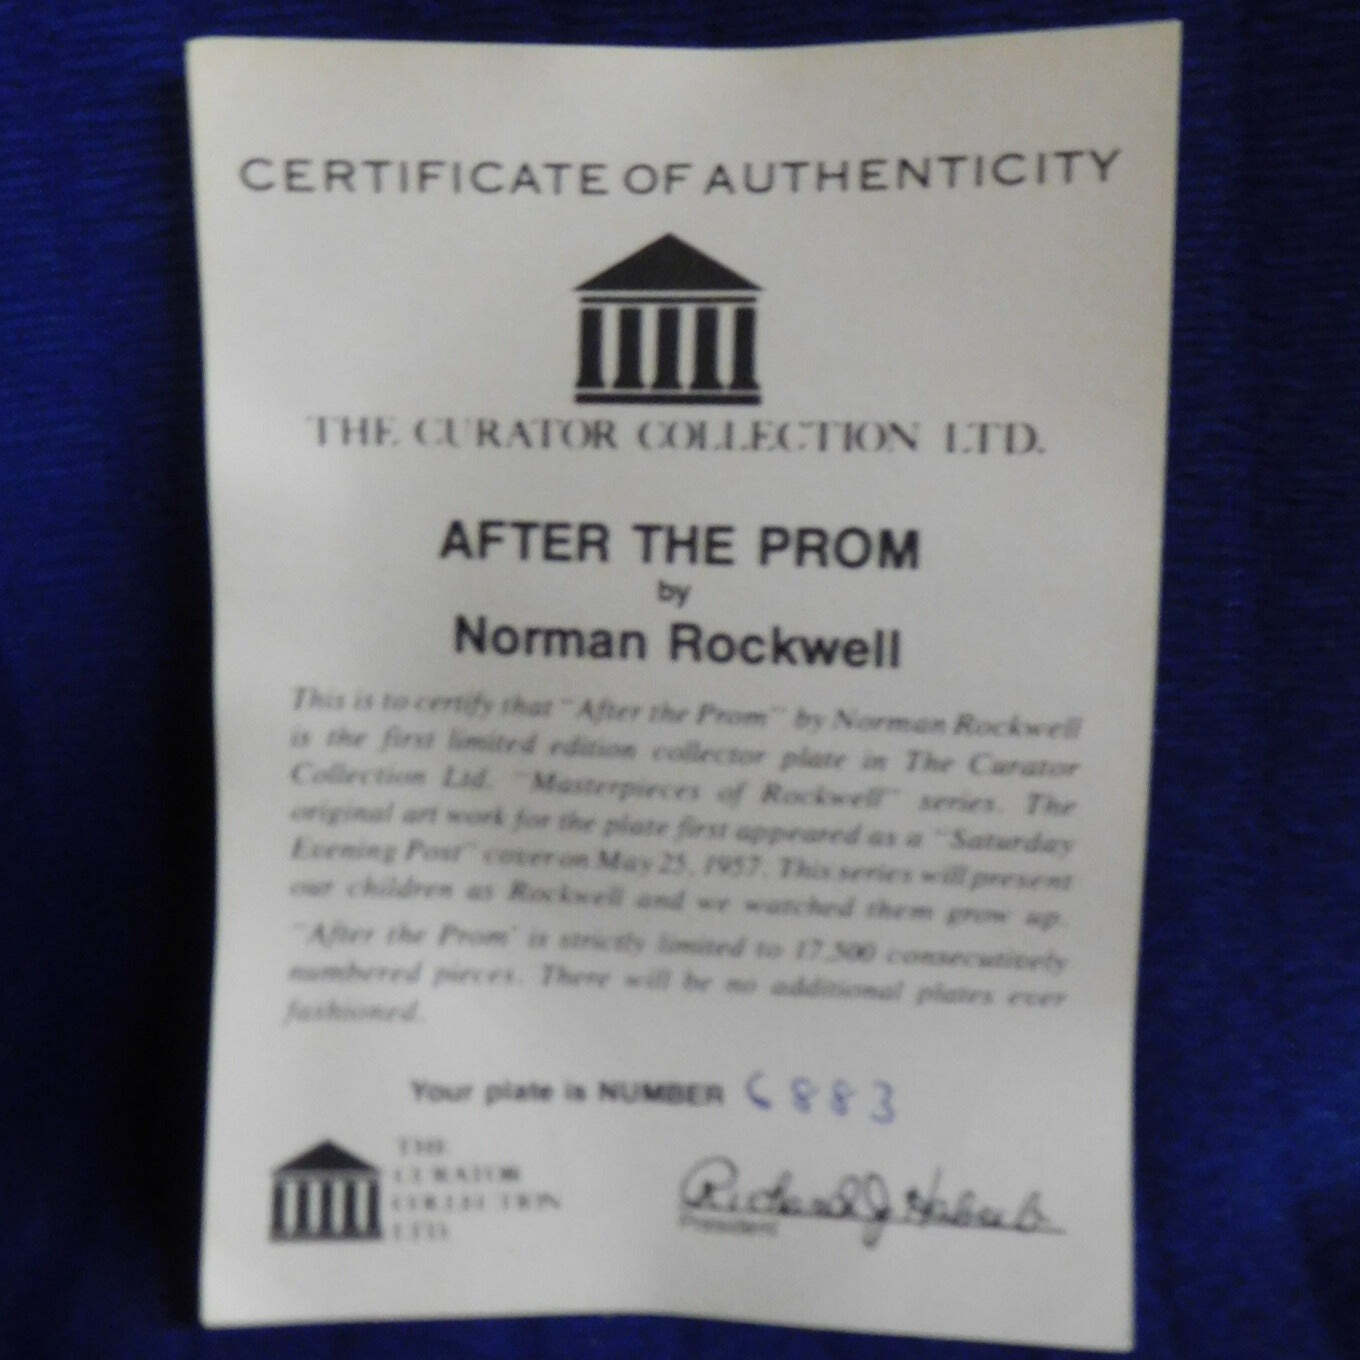 CERTIFICATE OF AUTHENTICITY
THE CURATOR COLLECTION LTD.
AFTER THE PROM
by
Norman Rockwell
This is to certify that "After the Prom" by Norman Rockwell
is the first limited edition collector plate in The Curator
Collection Ltd. "Masterpieces of Rockwell" series. The
original art work for the plate first appeared as a "Saturday
Evening Post" cover on May 25, 1957. This series will present
our children as Rockwell and we watched them grow up.
"After the Prom" is strictly limited to 17,500 consecutively
numbered pieces. There will be no additional plates ever
fashioned.
Your plate is NUMBER 6883
THE
CURATOR
COLLECTION
LTD.
Richard J
President